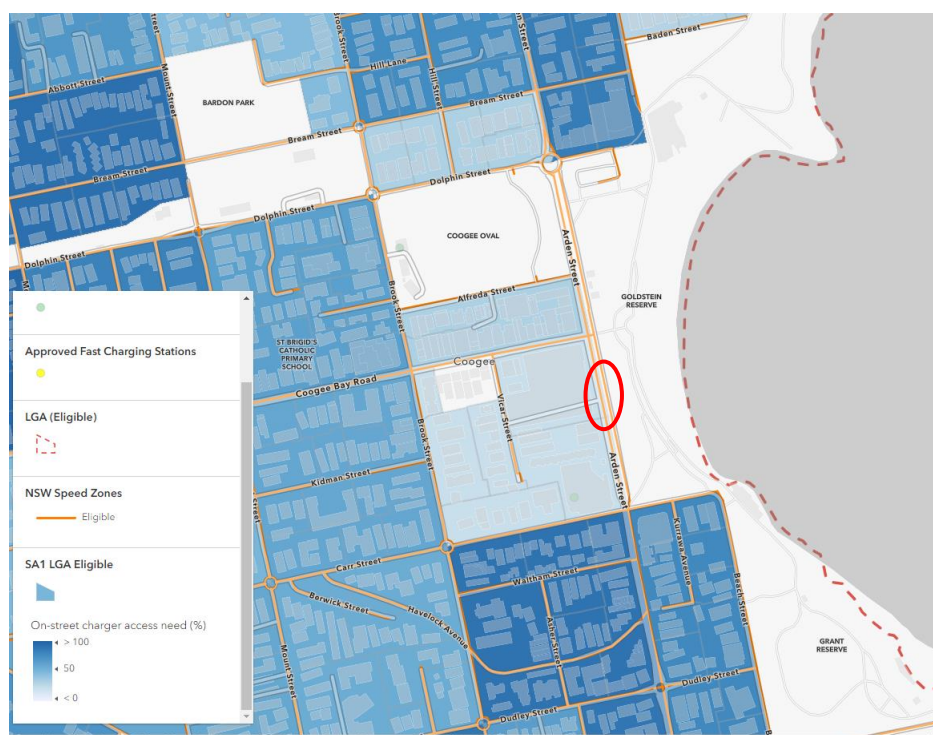 Baden Street
Brook Street
Mount Street
Hill Lane
Hill Street
Abbott Street
BARDON PARK
Bream Street
Bream Street
Bream Street
Dolphin Street
Dolphin Street
Dolphin Street
COOGEE OVAL
Arden Street
Alfreda Street
Brook Street
GOLDSTEIN
RESERVE
ST BRIGID'S
CATHOLIC
PRIMARY
SCHOOL
Coogee
Coogee Bay Road
Vicar Street
Brook Street
Kidman Street
Arden Street
Carr Street
Waltham Street
Kurrawa Avenue
Beach Street
Berwick Street
Havelock Avenue
Asher Street
Mount Street
GRANT
RESERVE
Dudley Street
Dudley Street
Approved Fast Charging Stations
LGA (Eligible)
NSW Speed Zones
Eligible
SA1 LGA Eligible
On-street charger access need (%)
> 100
50
< 0